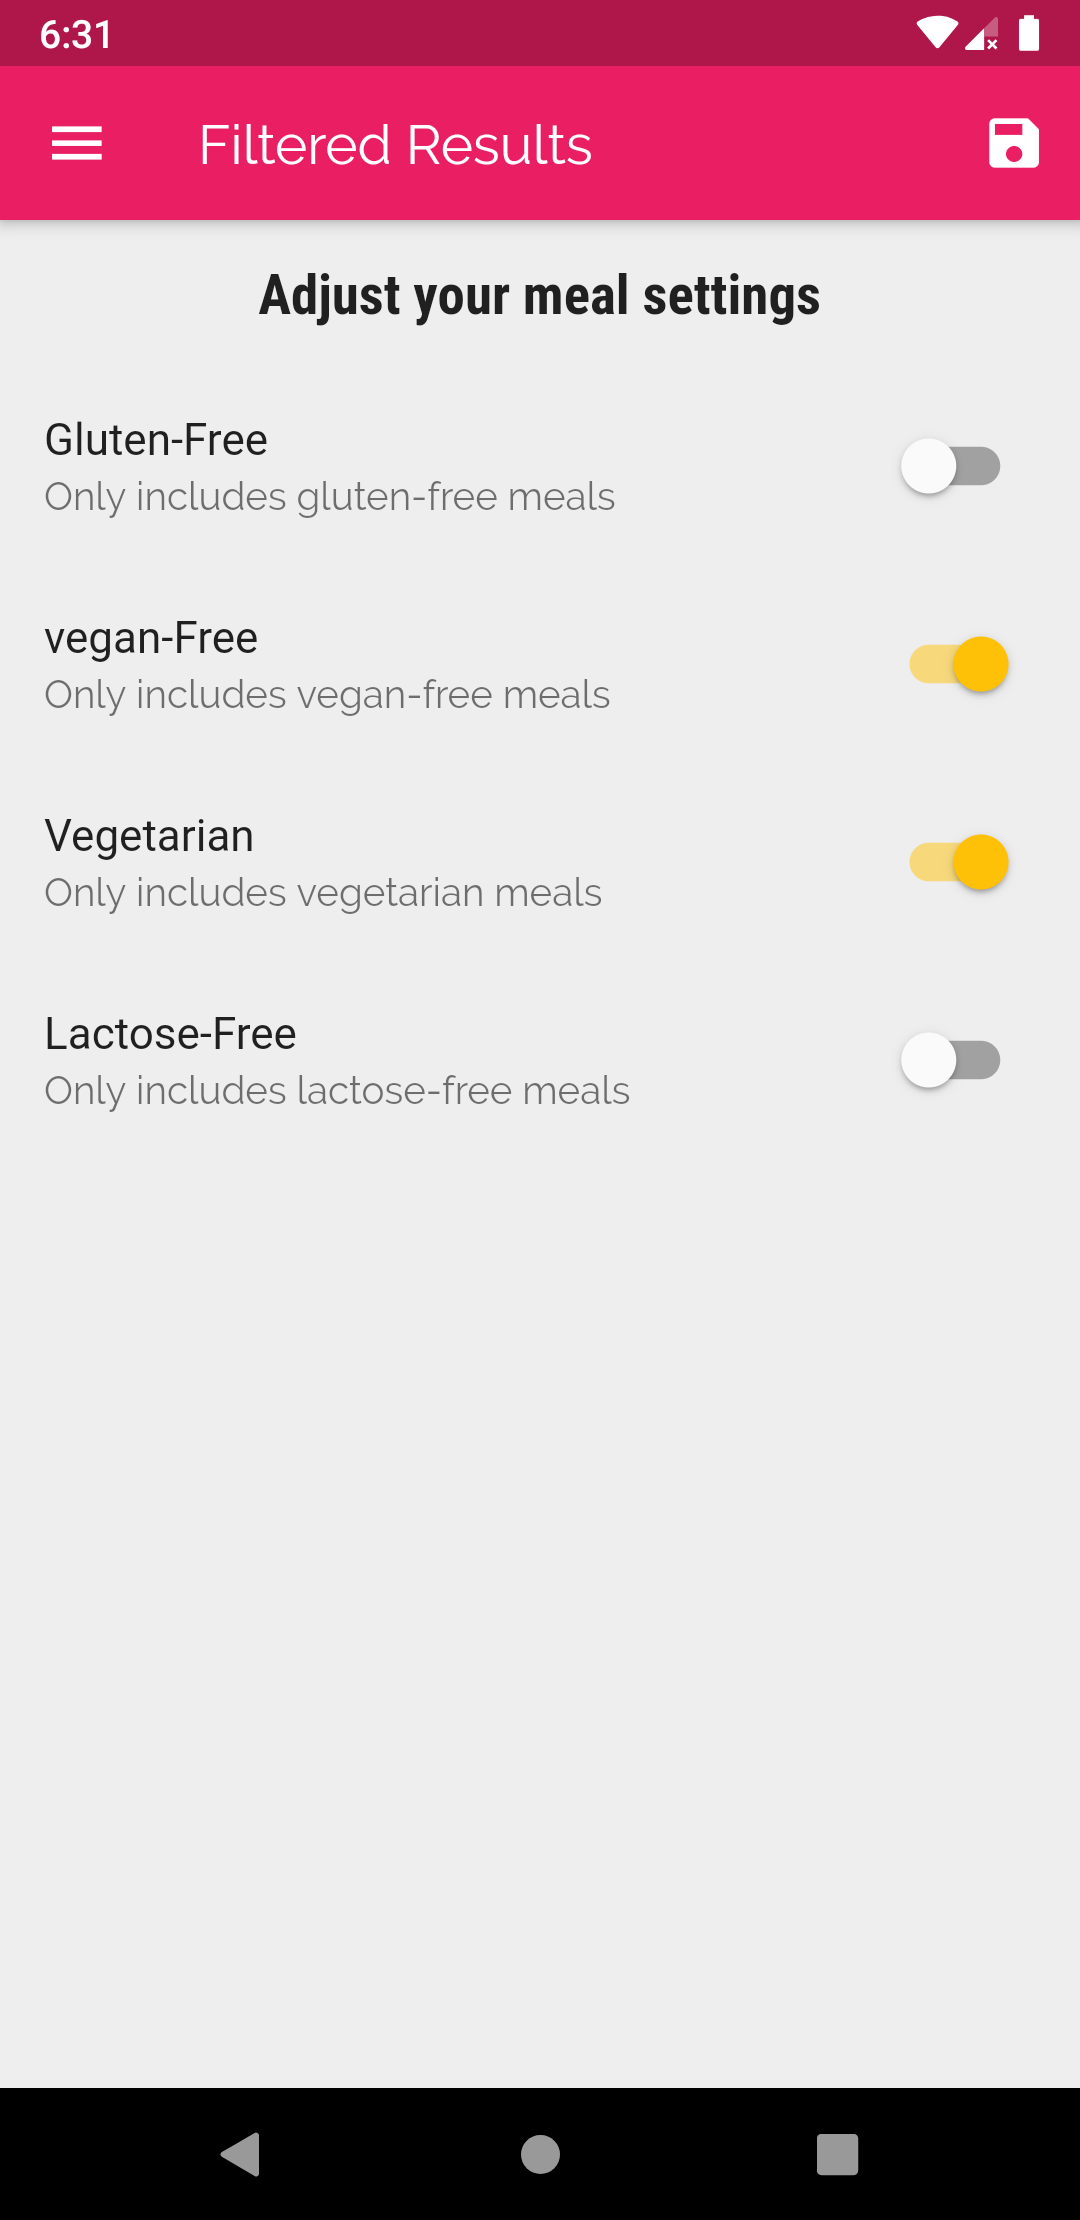 6:31
Filtered Results
Adjust your meal settings
Gluten-Free
Only includes gluten-free meals
vegan-Free
Only includes vegan-free meals
Vegetarian
Only includes vegetarian meals
Lactose-Free
Only includes lactose-free meals